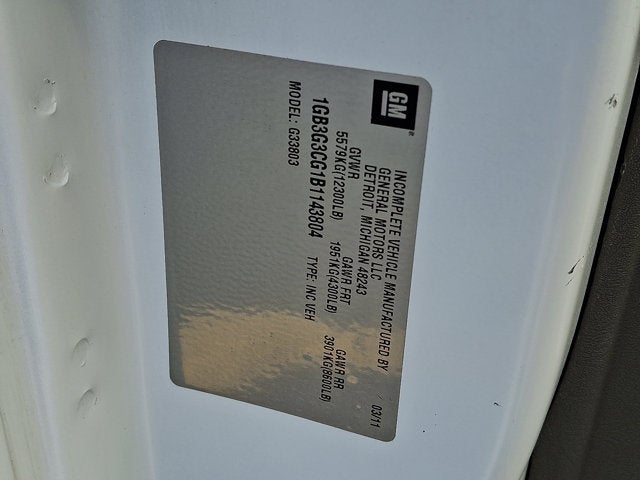 GM
INCOMPLETE VEHICLE MANUFACTURED BY
GENERAL MOTORS LLC
DETROIT, MICHIGAN 48243
03/11
GVWR GAWR FRT GAWR RR
5579KG(12300LB) 1951KG(4300LB) 3901KG(8600LB)
1GB3G3CG1B1143804 TYPE: INC VEH
MODEL: G33803